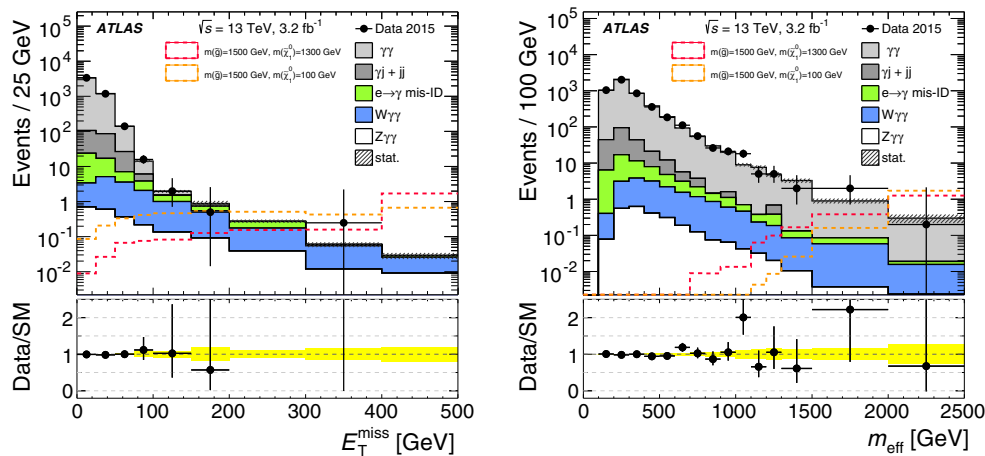 ATLAS
√s = 13 TeV, 3.2 fb⁻¹
Data 2015
m(g̃)=1500 GeV, m(χ̃₁⁰)=1300 GeV
m(g̃)=1500 GeV, m(χ̃₁⁰)=100 GeV
γγ
γj + jj
e→γ mis-ID
Wγγ
Zγγ
stat.
Events / 25 GeV
10⁵
10⁴
10³
10²
10
1
10⁻¹
10⁻²
Data/SM
2
1
0
0 100 200 300 400 500
E_T^miss [GeV]
ATLAS
√s = 13 TeV, 3.2 fb⁻¹
Data 2015
m(g̃)=1500 GeV, m(χ̃₁⁰)=1300 GeV
m(g̃)=1500 GeV, m(χ̃₁⁰)=100 GeV
γγ
γj + jj
e→γ mis-ID
Wγγ
Zγγ
stat.
Events / 100 GeV
10⁵
10⁴
10³
10²
10
1
10⁻¹
10⁻²
Data/SM
2
1
0
0 500 1000 1500 2000 2500
m_eff [GeV]